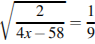 √(2/(4x − 58)) = 1/9